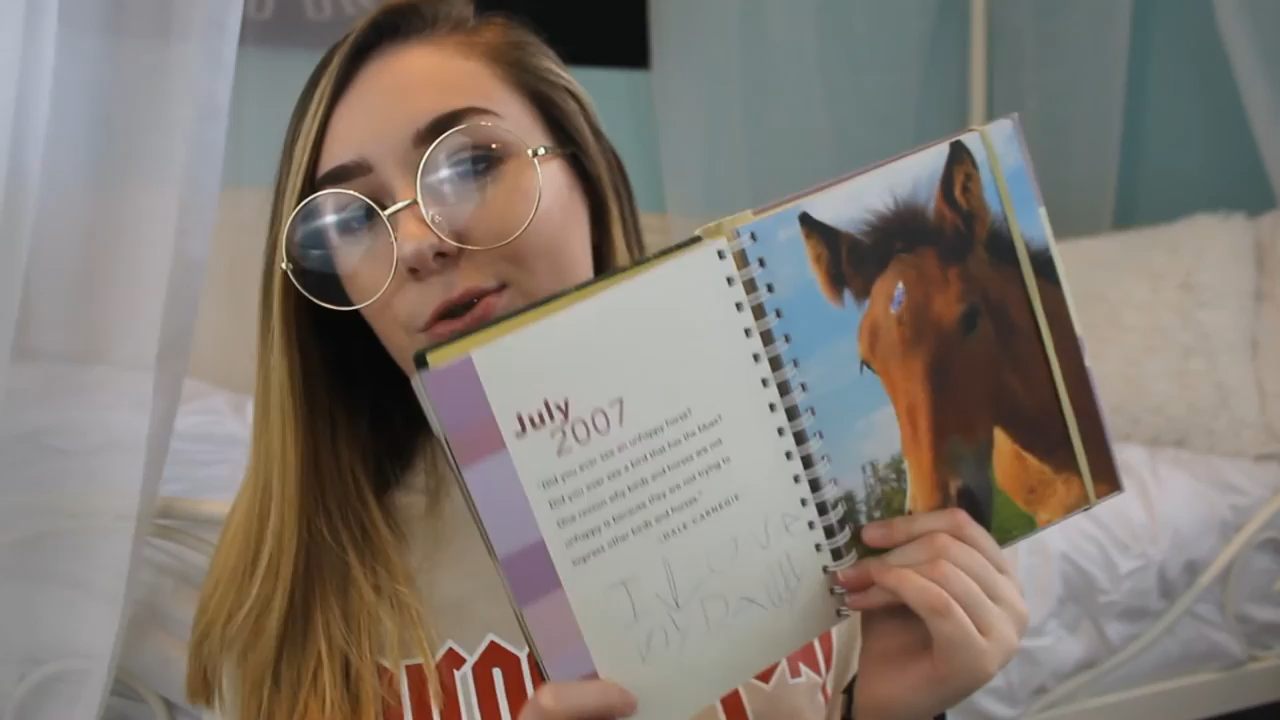 July
2007
"Did you ever see an unhappy horse?
Did you ever see a bird that has the blues?
One reason why birds and horses are not
unhappy is because they are not trying to
impress other birds and horses."
-DALE CARNEGIE
I